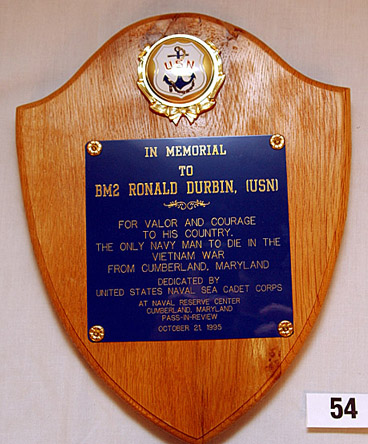 USN
IN MEMORIAL
TO
BM2 RONALD DURBIN, (USN)
FOR VALOR AND COURAGE
TO HIS COUNTRY.
THE ONLY NAVY MAN TO DIE IN THE
VIETNAM WAR
FROM CUMBERLAND, MARYLAND
DEDICATED BY
UNITED STATES NAVAL SEA CADET CORPS
AT NAVAL RESERVE CENTER
CUMBERLAND, MARYLAND
PASS-IN-REVIEW
OCTOBER 21, 1995
54